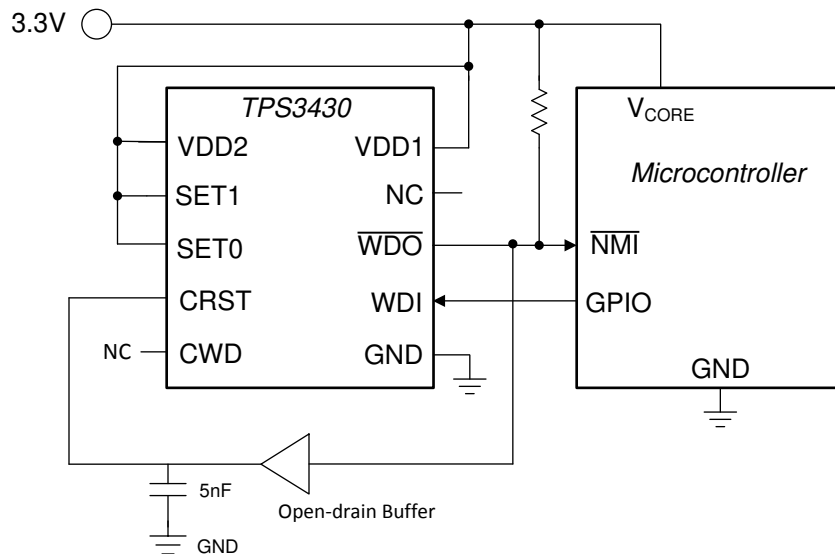 3.3V
TPS3430
VDD2
VDD1
SET1
NC
SET0
WDO
CRST
WDI
NC
CWD
GND
VCORE
Microcontroller
NMI
GPIO
GND
5nF
Open-drain Buffer
GND